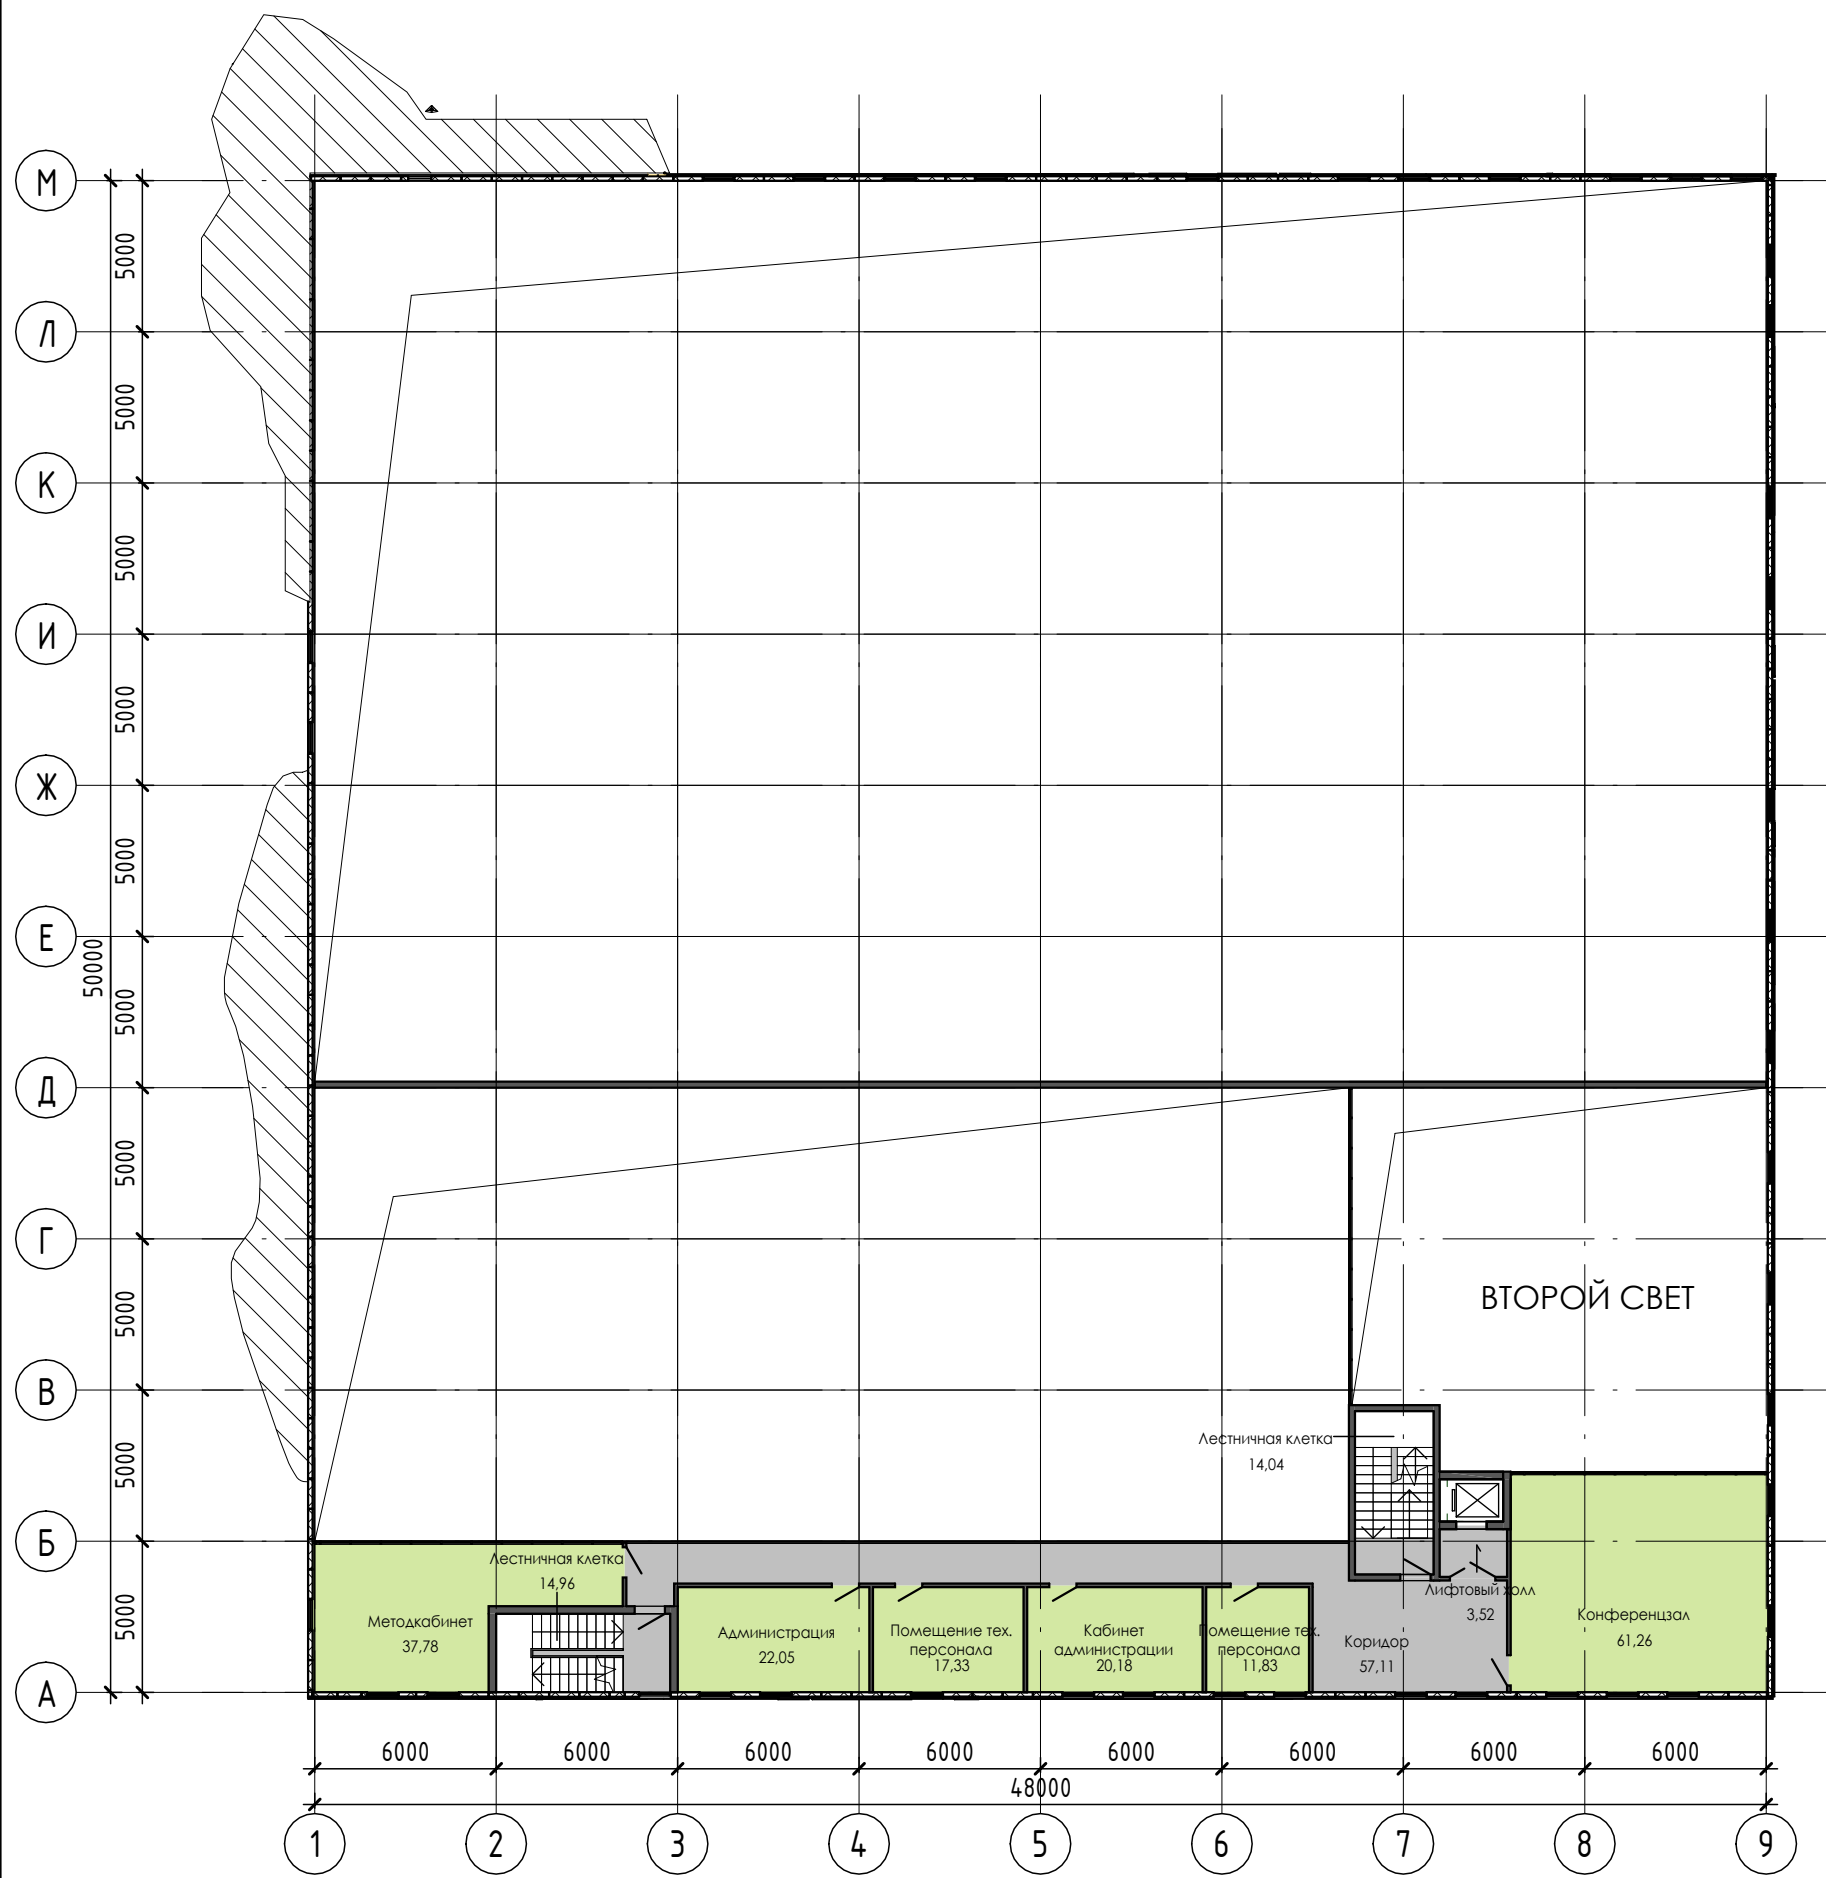 М
5000
Л
5000
К
5000
И
5000
Ж
5000
Е
50000
5000
Д
5000
Г
5000
ВТОРОЙ СВЕТ
В
5000
Лестничная клетка
14,04
Б
5000
Лестничная клетка
14,96
Методкабинет
37,78
Администрация
22,05
Помещение тех.
персонала
17,33
Кабинет
администрации
20,18
Помещение тех.
персонала
11,83
Коридор
57,11
Лифтовый холл
3,52
Конференцзал
61,26
А
6000
6000
6000
6000
6000
6000
6000
6000
48000
1
2
3
4
5
6
7
8
9